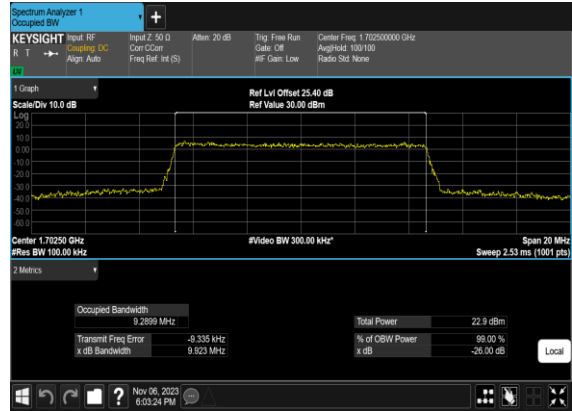 Spectrum Analyzer 1
Occupied BW
+
KEYSIGHT
R T
LW
Input: RF
Coupling: DC
Align: Auto
Input Z: 50 Ω
Corr CCorr
Freq Ref: Int (S)
Atten: 20 dB
Trig: Free Run
Gate: Off
#IF Gain: Low
Center Freq: 1.702500000 GHz
Avg|Hold: 100/100
Radio Std: None
1 Graph
Scale/Div 10.0 dB
Ref Lvl Offset 25.40 dB
Ref Value 30.00 dBm
Log
20.0
10.0
0.00
-10.0
-20.0
-30.0
-40.0
-50.0
-60.0
Center 1.70250 GHz
#Res BW 100.00 kHz
#Video BW 300.00 kHz*
Span 20 MHz
Sweep 2.53 ms (1001 pts)
2 Metrics
Occupied Bandwidth
9.2899 MHz
Transmit Freq Error -9.335 kHz
x dB Bandwidth 9.923 MHz
Total Power 22.9 dBm
% of OBW Power 99.00 %
x dB -26.00 dB
Local
?
Nov 06, 2023
6:03:24 PM